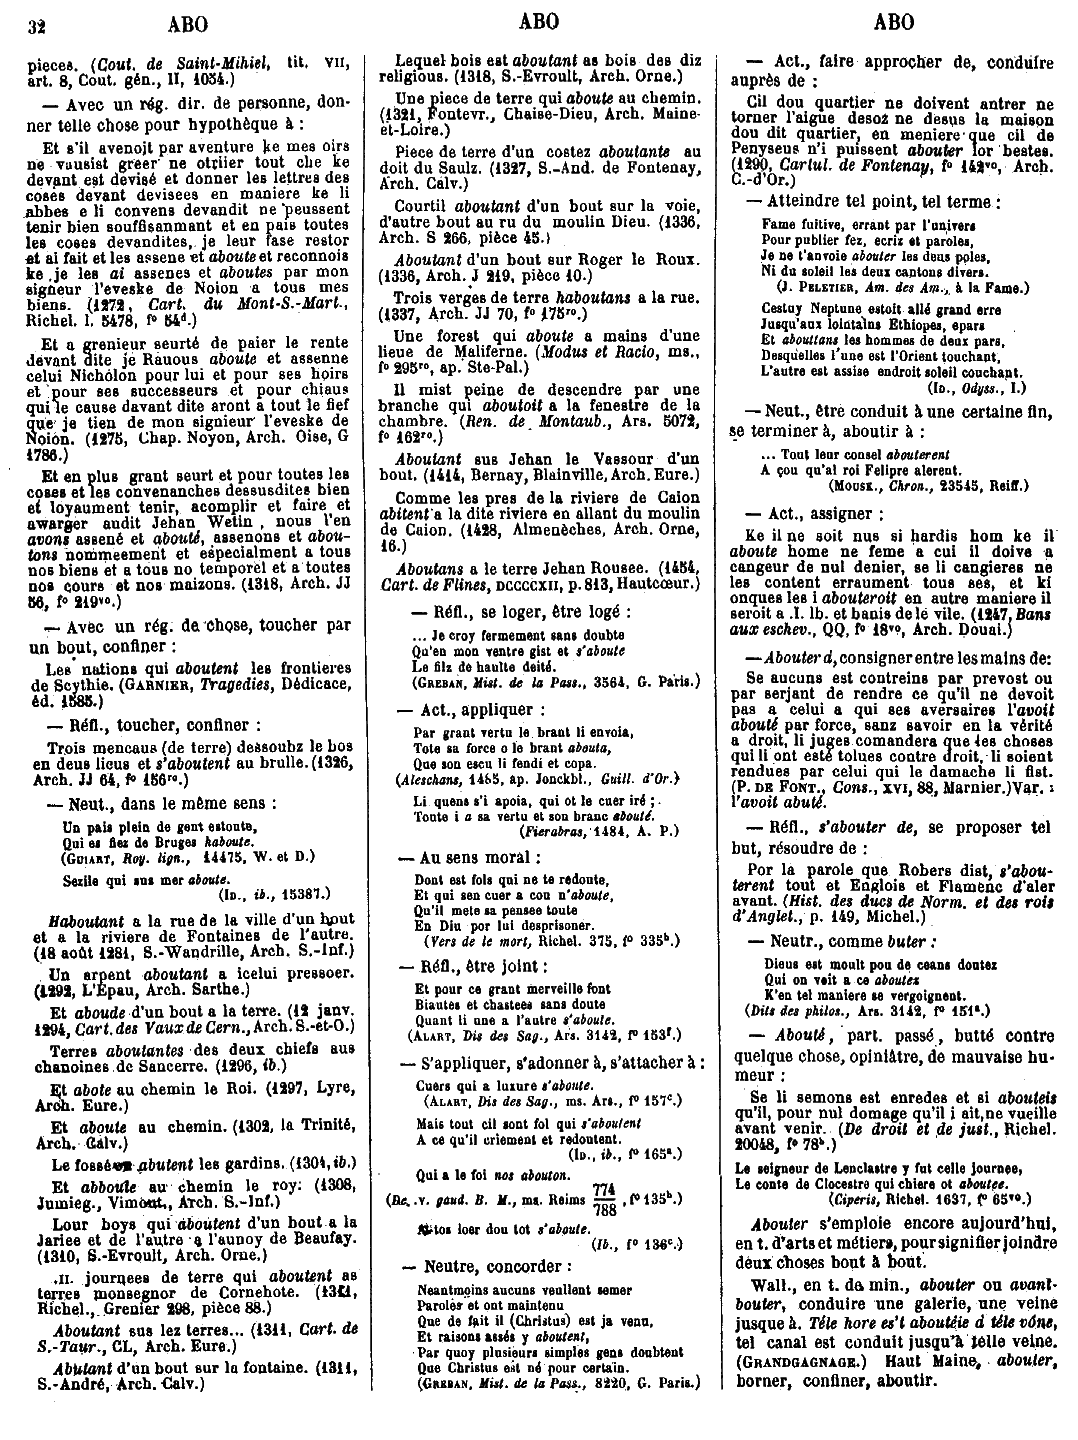 32 ABO ABO ABO
pieces. (Cout. de Saint-Mihiel, tit. VII,
art. 8, Cout. gén., II, 1054.)
— Avec un rég. dir. de personne, don-
ner telle chose pour hypothêque à :
Et s'il avenoit par aventure ke mes oirs
ne vausist greer ne otriier tout che ke
devant est devisé et donner les lettres des
coses devant devisees en maniere ke li
abbes e li convens devandit ne peussent
tenir bien souffisanmant et en pais toutes
les coses devandites, je leur fase restor
et ai fait et les assene et aboute et reconnois
ke je les ai assenes et aboutes par mon
signeur l'eveske de Noion a tous mes
biens. (1272, Cart. du Mont-S.-Mart.,
Richel. l. 5478, fº 54ᵈ.)
Et a grenieur seurté de paier le rente
devant dite je Rauous aboute et assenne
celui Nicholon pour lui et pour ses hoirs
et pour ses successeurs et pour chiaus
qui le cause davant dite aront a tout le fief
que je tien de mon signieur l'eveske de
Noion. (1275, Chap. Noyon, Arch. Oise, G
1786.)
Et en plus grant seurt et pour toutes les
coses et les convenanches dessusdites bien
et loyaument tenir, acomplir et faire et
awarger audit Jehan Wetin , nous l'en
avons assené et abouté, assenons et abou-
tons nommeement et especialment a tous
nos biens et a tous no temporel et a toutes
nos cours et nos maizons. (1318, Arch. JJ
56, fº 219ᵛᵒ.)
— Avec un rég. de chose, toucher par
un bout, confiner :
Les nations qui aboutent les frontieres
de Scythie. (GARNIER, Tragedies, Dédicace,
éd. 1585.)
— Réfl., toucher, confiner :
Trois mencaus (de terre) dessoubz le bos
en deus lieus et s'aboutent au brulle. (1326,
Arch. JJ 64, fº 156ʳᵒ.)
— Neut., dans le même sens :
Un païs plein de gent estoute,
Qui es fiez de Bruges haboute.
(GUIART, Roy. lign., 14475, W. et D.)
Sezile qui sus mer aboute.
(ID., ib., 15387.)
Haboutant a la rue de la ville d'un bout
et a la riviere de Fontaines de l'autre.
(18 août 1281, S.-Wandrille, Arch. S.-Inf.)
Un arpent aboutant a icelui pressoer.
(1292, L'Épau, Arch. Sarthe.)
Et aboude d'un bout a la terre. (12 janv.
1294, Cart. des Vaux de Cern., Arch. S.-et-O.)
Terres aboutantes des deux chiefs aus
chanoines de Sancerre. (1296, ib.)
Et abote au chemin le Roi. (1297, Lyre,
Arch. Eure.)
Et aboute au chemin. (1302, la Trinité,
Arch. Calv.)
Le fossé abutent les gardins. (1304, ib.)
Et abboute au chemin le roy. (1308,
Jumieg., Vimont, Arch. S.-Inf.)
Lour boys qui aboutent d'un bout a la
Jariee et de l'autre a l'aunoy de Beaufay.
(1310, S.-Evroult, Arch. Orne.)
.II. journees de terre qui aboutent as
terres monsegnor de Cornehote. (1311,
Richel., Grenier 298, pièce 88.)
Aboutant sus lez terres... (1311, Cart. de
S.-Taur., CL, Arch. Eure.)
Abutant d'un bout sur la fontaine. (1311,
S.-André, Arch. Calv.)
Lequel bois est aboutant as bois des diz
religious. (1318, S.-Evroult, Arch. Orne.)
Une piece de terre qui aboute au chemin.
(1321, Fontevr., Chaise-Dieu, Arch. Maine-
et-Loire.)
Piece de terre d'un costez aboutante au
doit du Saulz. (1327, S.-And. de Fontenay,
Arch. Calv.)
Courtil aboutant d'un bout sur la voie,
d'autre bout au ru du moulin Dieu. (1336,
Arch. S 266, pièce 45.)
Aboutant d'un bout sur Roger le Roux.
(1336, Arch. J 219, pièce 10.)
Trois verges de terre haboutans a la rue.
(1337, Arch. JJ 70, fº 175ʳᵒ.)
Une forest qui aboute a mains d'une
lieue de Maliferne. (Modus et Racio, ms.,
fº 295ʳᵒ, ap. Ste-Pal.)
Il mist peine de descendre par une
branche qui aboutoit a la fenestre de la
chambre. (Ren. de Montaub., Ars. 5072,
fº 162ʳᵒ.)
Aboutant sus Jehan le Vassour d'un
bout. (1414, Bernay, Blainville, Arch. Eure.)
Comme les pres de la riviere de Caion
abitent a la dite riviere en allant du moulin
de Caion. (1428, Almenèches, Arch. Orne,
16.)
Aboutans a le terre Jehan Rousee. (1454,
Cart. de Flines, DCCCCXII, p. 813, Hautcœur.)
— Réfl., se loger, être logé :
... Je croy fermement sans doubte
Qu'en mon ventre gist et s'aboute
Le filz de haulte deité.
(GREBAN, Mist. de la Pass., 3564, G. Paris.)
— Act., appliquer :
Par grant vertu le brant li envoia,
Tote sa force o le brant abouta,
Que son escu li fendi et copa.
(Aleschans, 1465, ap. Jonckbl., Guill. d'Or.)
Li quens s'i apoia, qui ot le cuer iré ;
Toute i a sa vertu et son branc abouté.
(Fierabras, 1484, A. P.)
— Au sens moral :
Dont est fols qui ne te redoute,
Et qui sen cuer a cou n'aboute,
Qu'il mete sa pensee toute
En Diu por lui desprisoner.
(Vers de le mort, Richel. 375, fº 335ᵇ.)
— Réfl., être joint :
Et pour ce grant merveille font
Biautes et chastees sans doute
Quant li une a l'autre s'aboute.
(ALART, Dis des Sag., Ars. 3142, fº 153ᶠ.)
— S'appliquer, s'adonner à, s'attacher à :
Cuers qui a luxure s'aboute.
(ALART, Dis des Sag., ms. Ars., fº 157ᶜ.)
Mais tout cil sont fol qui s'aboutent
A ce qu'il criement et redoutent.
(ID., ib., fº 165ᵃ.)
Qui a le foi nos abouton.
(Re. .v. gaud. B. M., ms. Reims 774/788, fº 135ᵇ.)
loer dou tot s'aboute.
(Ib., fº 136ᶜ.)
— Neutre, concorder :
Neantmoins aucuns veullent semer
Paroles et ont maintenu
Que de fait il (Christus) est ja venu,
Et raisons assés y aboutent,
Par quoy plusieurs simples gens doubtent
Que Christus est né pour certain.
(GREBAN, Mist. de la Pass., 8220, G. Paris.)
— Act., faire approcher de, conduire
auprès de :
Cil dou quartier ne doivent antrer ne
torner l'aigue desoz ne desus la maison
dou dit quartier, en meniere que cil de
Penyseus n'i puissent abouter lor bestes.
(1290, Cartul. de Fontenay, fº 142ᵛᵒ, Arch.
C.-d'Or.)
— Atteindre tel point, tel terme :
Fame fuitive, errant par l'univers
Pour publier fez, ecriz et paroles,
Je ne t'anvoie abouter les deus poles,
Ni du soleil les deux cantons divers.
(J. PELETIER, Am. des Am., à la Fame.)
Cestuy Neptune estoit allé grand erre
Jusqu'aux lointains Ethiopes, epars
Et abouttans les hommes de deux pars,
Desquelles l'une est l'Orient touchant,
L'autre est assise endroit soleil couchant.
(ID., Odyss., I.)
— Neut., être conduit à une certaine fin,
se terminer à, aboutir à :
... Tout leur consel abouterent
A çou qu'al roi Felipre alerent.
(MOUSK., Chron., 23545, Reiff.)
— Act., assigner :
Ke il ne soit nus si hardis hom ke il
aboute home ne feme a cui il doive a
cangeur de nul denier, se li cangieres ne
les content erraument tous ses, et ki
onques les i abouteroit en autre maniere il
seroit a .I. lb. et banis de le vile. (1247, Bans
aux eschev., QQ, fº 18ᵛᵒ, Arch. Douai.)
— Abouter a, consigner entre les mains de:
Se aucuns est contreins par prevost ou
par serjant de rendre ce qu'il ne devoit
pas a celui a qui ses aversaires l'avoit
abouté par force, sanz savoir en la vérité
a droit, li juges comandera que les choses
qui li ont esté tolues contre droit, li soient
rendues par celui qui le damache li fist.
(P. DE FONT., Cons., XVI, 88, Marnier.) Var. :
l'avoit abuté.
— Réfl., s'abouter de, se proposer tel
but, résoudre de :
Por la parole que Robers dist, s'abou-
terent tout et Englois et Flamenc d'aler
avant. (Hist. des ducs de Norm. et des rois
d'Anglet., p. 149, Michel.)
— Neutr., comme buter :
Dieus est moult pou de ceans doutez
Qui on voit a ce aboutez
K'en tel maniere se vergoignent.
(Dits des philos., Ars. 3142, fº 151ᵃ.)
— Abouté, part. passé, butté contre
quelque chose, opiniâtre, de mauvaise hu-
meur :
Se li semons est enredes et si abouteis
qu'il, pour nul domage qu'il i ait, ne vueille
avant venir. (De droit et de just., Richel.
20048, fº 78ᵇ.)
Le seigneur de Lenclastre y fut celle journee,
Le conte de Clocestre qui chiere ot aboutee.
(Ciperis, Richel. 1637, fº 65ᵛᵒ.)
Abouter s'emploie encore aujourd'hui,
en t. d'arts et métiers, pour signifier joindre
deux choses bout à bout.
Wall., en t. de min., abouter ou avant-
bouter, conduire une galerie, une veine
jusque à. Téle hore es't aboutéie d téle vóne,
tel canal est conduit jusqu'à telle veine.
(GRANDGAGNAGE.) Haut Maine, abouter,
borner, confiner, aboutir.